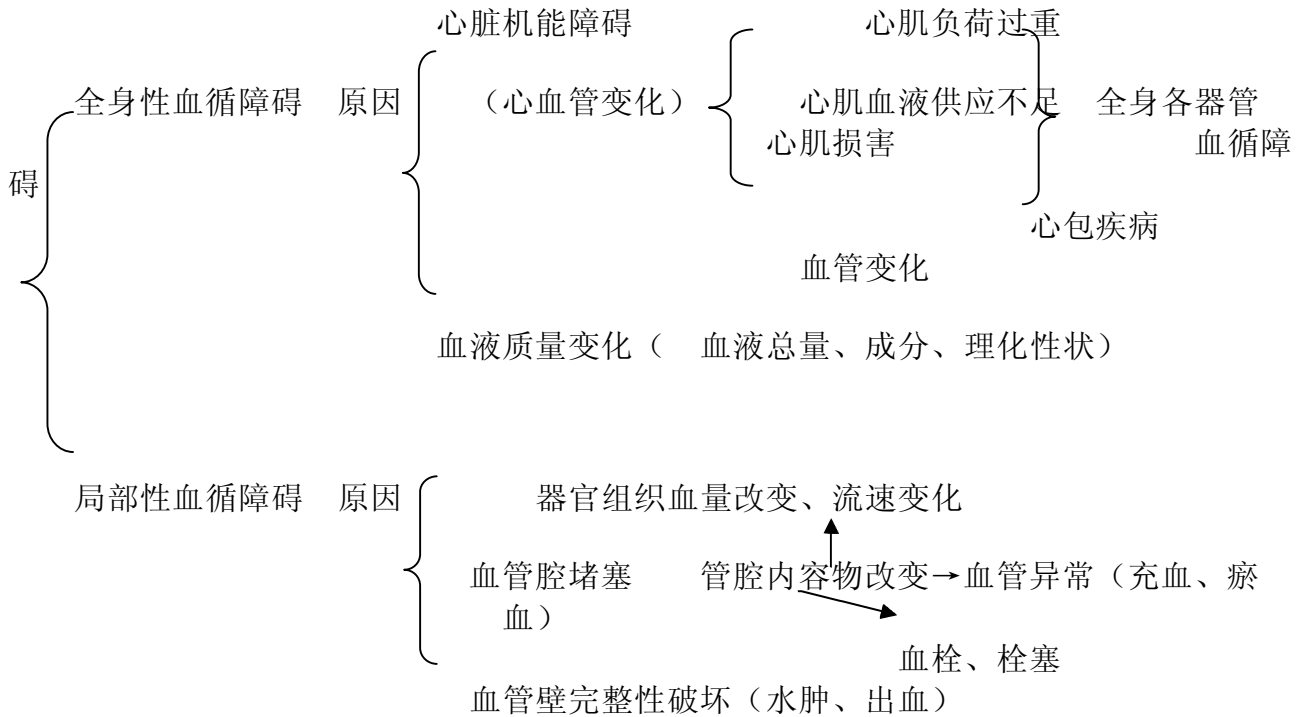 心脏机能障碍 心肌负荷过重
全身性血循障碍 原因 （心血管变化） 心肌血液供应不足 全身各器管
心肌损害 血循障
碍
心包疾病
血管变化
血液质量变化（ 血液总量、成分、理化性状）
局部性血循障碍 原因 器官组织血量改变、流速变化
血管腔堵塞 管腔内容物改变→血管异常（充血、瘀
血）
血栓、栓塞
血管壁完整性破坏（水肿、出血）